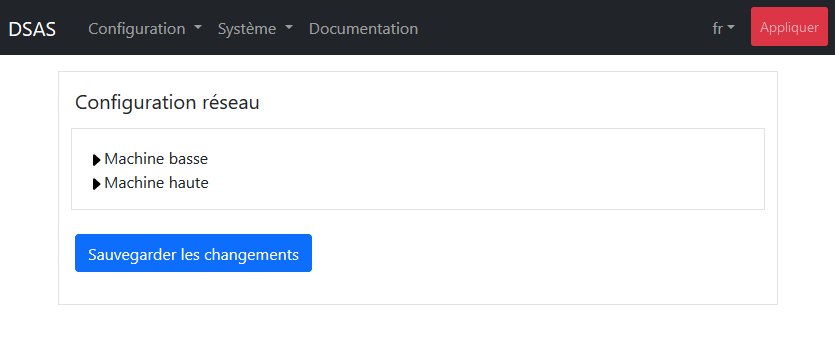 DSAS Configuration Système Documentation fr Appliquer
Configuration réseau
Machine basse
Machine haute
Sauvegarder les changements